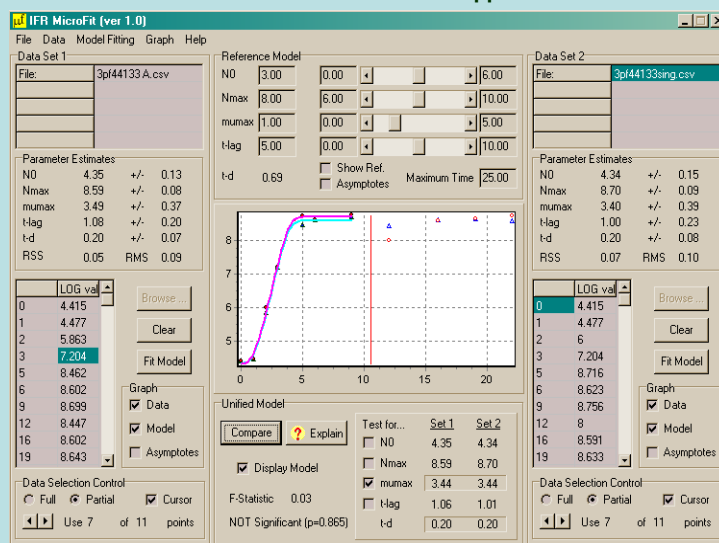 IFR MicroFit (ver 1.0)
File Data Model Fitting Graph Help
Data Set 1
File: 3pf44133 A.csv
Parameter Estimates
N0 4.35 +/- 0.13
Nmax 8.59 +/- 0.08
mumax 3.49 +/- 0.37
t-lag 1.08 +/- 0.20
t-d 0.20 +/- 0.07
RSS 0.05 RMS 0.09
LOG val
0 4.415
1 4.477
2 5.863
3 7.204
5 8.462
6 8.602
9 8.699
12 8.447
16 8.602
19 8.643
Browse ...
Clear
Fit Model
Graph
Data
Model
Asymptotes
Data Selection Control
Full Partial Cursor
Use 7 of 11 points
Reference Model
N0 3.00 0.00 6.00
Nmax 8.00 6.00 10.00
mumax 1.00 0.00 5.00
t-lag 5.00 0.00 10.00
t-d 0.69 Show Ref. Asymptotes Maximum Time 25.00
8
7
6
5
0 5 10 15 20
Unified Model
Compare ? Explain
Display Model
F-Statistic 0.03
NOT Significant (p=0.865)
Test for... Set 1 Set 2
N0 4.35 4.34
Nmax 8.59 8.70
mumax 3.44 3.44
t-lag 1.06 1.01
t-d 0.20 0.20
Data Set 2
File: 3pf44133sing.csv
Parameter Estimates
N0 4.34 +/- 0.15
Nmax 8.70 +/- 0.09
mumax 3.40 +/- 0.39
t-lag 1.00 +/- 0.23
t-d 0.20 +/- 0.08
RSS 0.07 RMS 0.10
LOG val
0 4.415
1 4.477
2 6
3 7.204
5 8.716
6 8.623
9 8.756
12 8
16 8.591
19 8.633
Browse ...
Clear
Fit Model
Graph
Data
Model
Asymptotes
Data Selection Control
Full Partial Cursor
Use 7 of 11 points